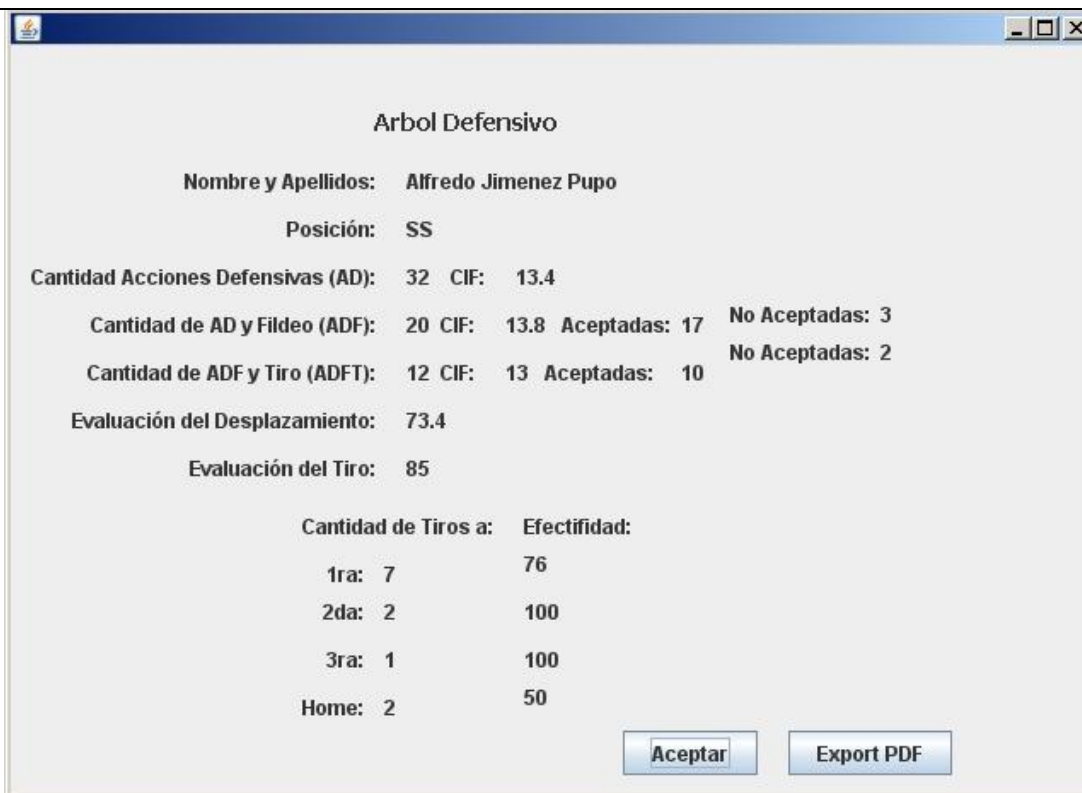 Arbol Defensivo
Nombre y Apellidos: Alfredo Jimenez Pupo
Posición: SS
Cantidad Acciones Defensivas (AD): 32 CIF: 13.4
Cantidad de AD y Fildeo (ADF): 20 CIF: 13.8 Aceptadas: 17 No Aceptadas: 3
No Aceptadas: 2
Cantidad de ADF y Tiro (ADFT): 12 CIF: 13 Aceptadas: 10
Evaluación del Desplazamiento: 73.4
Evaluación del Tiro: 85
Cantidad de Tiros a: Efectifidad:
1ra: 7 76
2da: 2 100
3ra: 1 100
Home: 2 50
Aceptar Export PDF